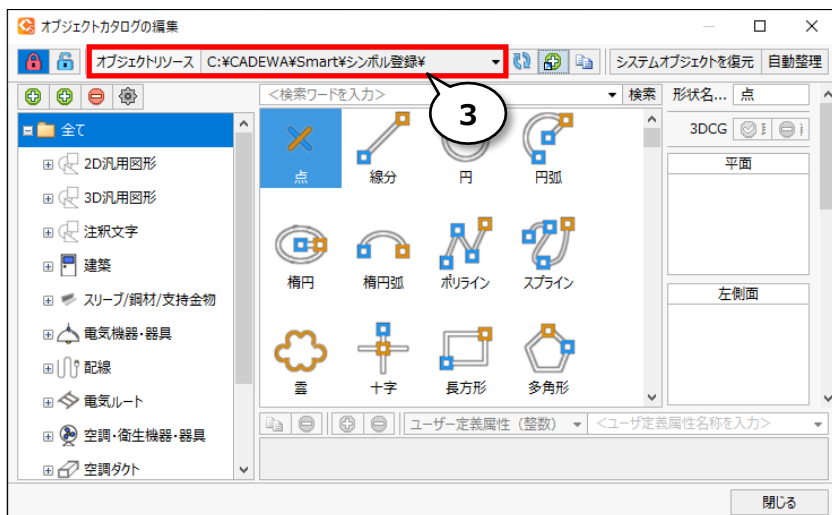 オブジェクトカタログの編集
オブジェクトリソース C:¥CADEWA¥Smart¥シンボル登録¥ システムオブジェクトを復元 自動整理
<検索ワードを入力> 検索 形状名... 点
3
全て
2D汎用図形
3D汎用図形
注釈文字
建築
スリーブ/鋼材/支持金物
電気機器・器具
配線
電気ルート
空調・衛生機器・器具
空調ダクト
点 線分 円 円弧
楕円 楕円弧 ポリライン スプライン
雲 十字 長方形 多角形
3DCG
平面
左側面
ユーザー定義属性（整数） <ユーザ定義属性名称を入力>
閉じる